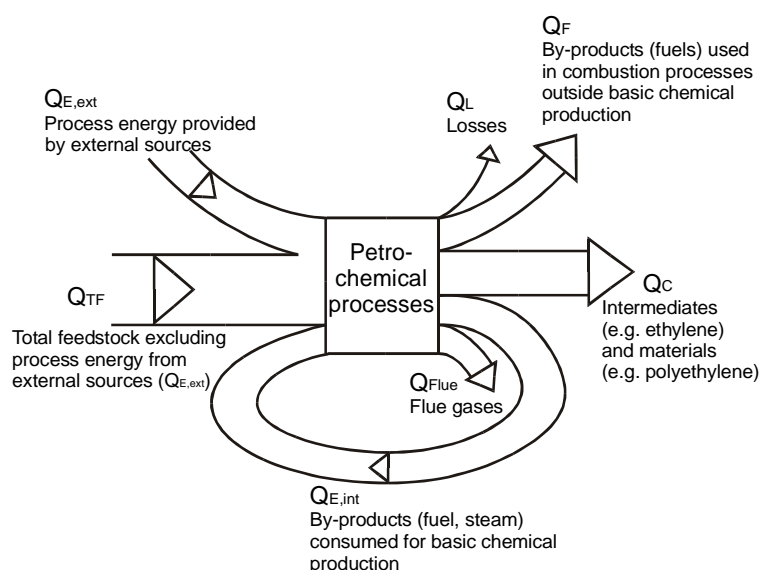 QF
By-products (fuels) used
in combustion processes
outside basic chemical
production
QE,ext
Process energy provided
by external sources
QL
Losses
Petro-
chemical
processes
QTF
Total feedstock excluding
process energy from
external sources (QE,ext)
QC
Intermediates
(e.g. ethylene)
and materials
(e.g. polyethylene)
QFlue
Flue gases
QE,int
By-products (fuel, steam)
consumed for basic chemical
production